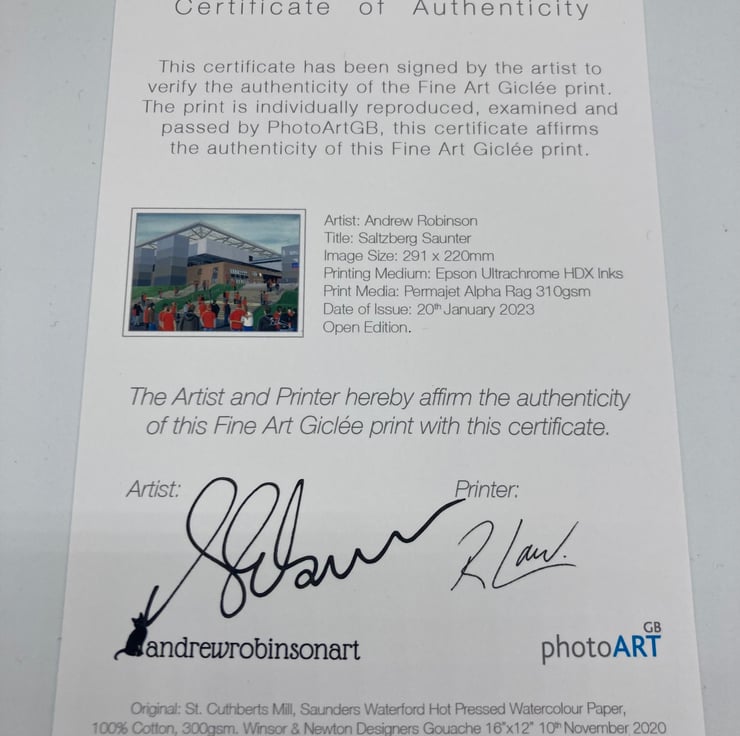 Certificate of Authenticity
This certificate has been signed by the artist to
verify the authenticity of the Fine Art Giclée print.
The print is individually reproduced, examined and
passed by PhotoArtGB, this certificate affirms
the authenticity of this Fine Art Giclée print.
Artist: Andrew Robinson
Title: Saltzberg Saunter
Image Size: 291 x 220mm
Printing Medium: Epson Ultrachrome HDX Inks
Print Media: Permajet Alpha Rag 310gsm
Date of Issue: 20th January 2023
Open Edition.
The Artist and Printer hereby affirm the authenticity
of this Fine Art Giclée print with this certificate.
Artist:
Printer:
R Law.
andrewrobinsonart
photoART GB
Original: St. Cuthberts Mill, Saunders Waterford Hot Pressed Watercolour Paper,
100% Cotton, 300gsm. Winsor & Newton Designers Gouache 16"x12" 10th November 2020